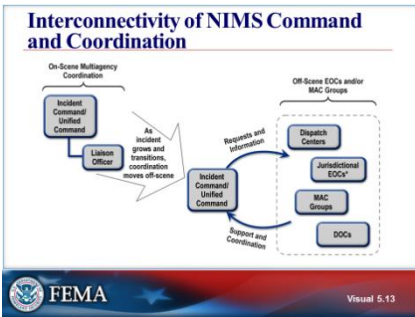 Interconnectivity of NIMS Command
and Coordination
On-Scene Multiagency
Coordination
Incident
Command/
Unified
Command
Liaison
Officer
As
incident
grows and
transitions,
coordination
moves off-scene
Incident
Command/
Unified
Command
Requests and
Information
Support and
Coordination
Off-Scene EOCs and/or
MAC Groups
Dispatch
Centers
Jurisdictional
EOCs*
MAC
Groups
DOCs
FEMA
Visual 5.13